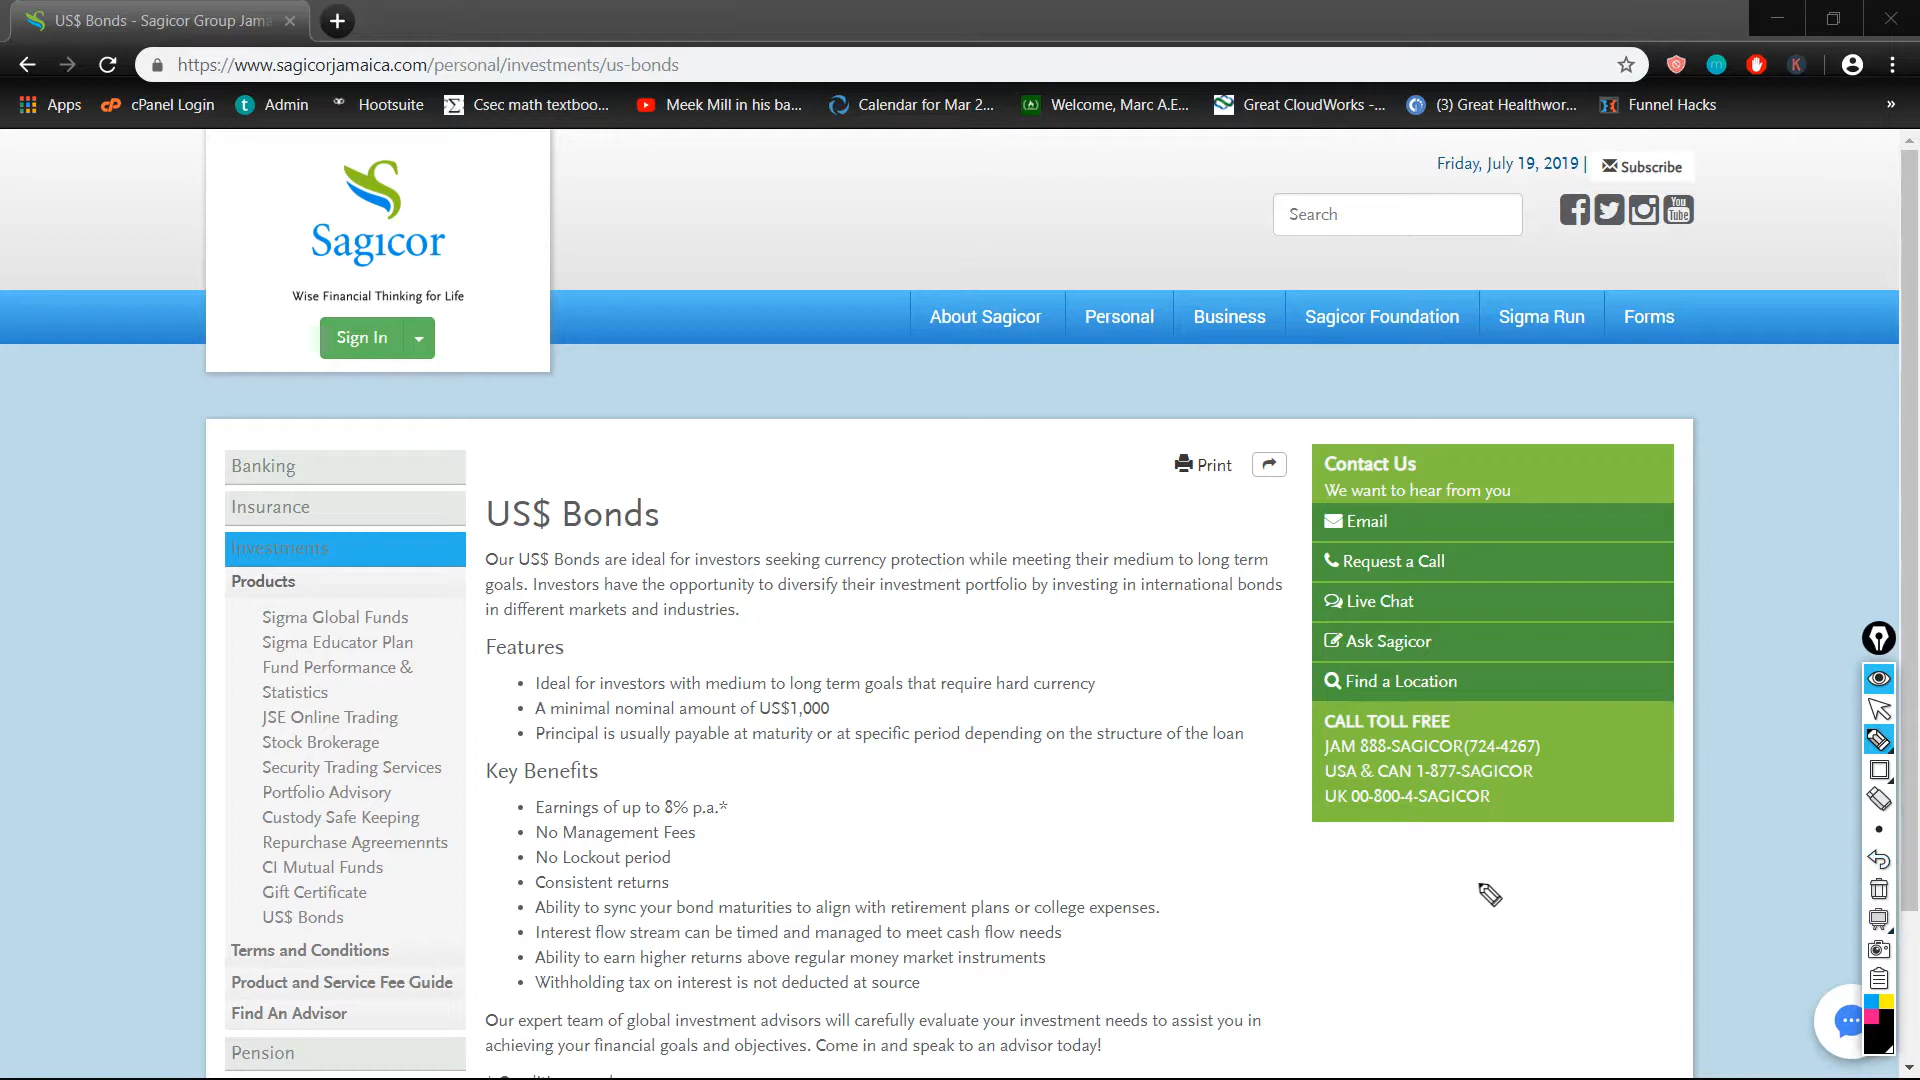 US$ Bonds - Sagicor Group Jama
https://www.sagicorjamaica.com/personal/investments/us-bonds
Apps
cPanel Login
Admin
Hootsuite
Csec math textboo...
Meek Mill in his ba...
Calendar for Mar 2...
Welcome, Marc A.E...
Great CloudWorks -...
(3) Great Healthwor...
Funnel Hacks
»
Friday, July 19, 2019 | Subscribe
Search
You Tube
Sagicor
Wise Financial Thinking for Life
Sign In
About Sagicor
Personal
Business
Sagicor Foundation
Sigma Run
Forms
Banking
Insurance
Investments
Products
Sigma Global Funds
Sigma Educator Plan
Fund Performance &
Statistics
JSE Online Trading
Stock Brokerage
Security Trading Services
Portfolio Advisory
Custody Safe Keeping
Repurchase Agreemennts
CI Mutual Funds
Gift Certificate
US$ Bonds
Terms and Conditions
Product and Service Fee Guide
Find An Advisor
Pension
Print
US$ Bonds
Our US$ Bonds are ideal for investors seeking currency protection while meeting their medium to long term
goals. Investors have the opportunity to diversify their investment portfolio by investing in international bonds
in different markets and industries.
Features
• Ideal for investors with medium to long term goals that require hard currency
• A minimal nominal amount of US$1,000
• Principal is usually payable at maturity or at specific period depending on the structure of the loan
Key Benefits
• Earnings of up to 8% p.a.*
• No Management Fees
• No Lockout period
• Consistent returns
• Ability to sync your bond maturities to align with retirement plans or college expenses.
• Interest flow stream can be timed and managed to meet cash flow needs
• Ability to earn higher returns above regular money market instruments
• Withholding tax on interest is not deducted at source
Our expert team of global investment advisors will carefully evaluate your investment needs to assist you in
achieving your financial goals and objectives. Come in and speak to an advisor today!
Contact Us
We want to hear from you
Email
Request a Call
Live Chat
Ask Sagicor
Find a Location
CALL TOLL FREE
JAM 888-SAGICOR(724-4267)
USA & CAN 1-877-SAGICOR
UK 00-800-4-SAGICOR